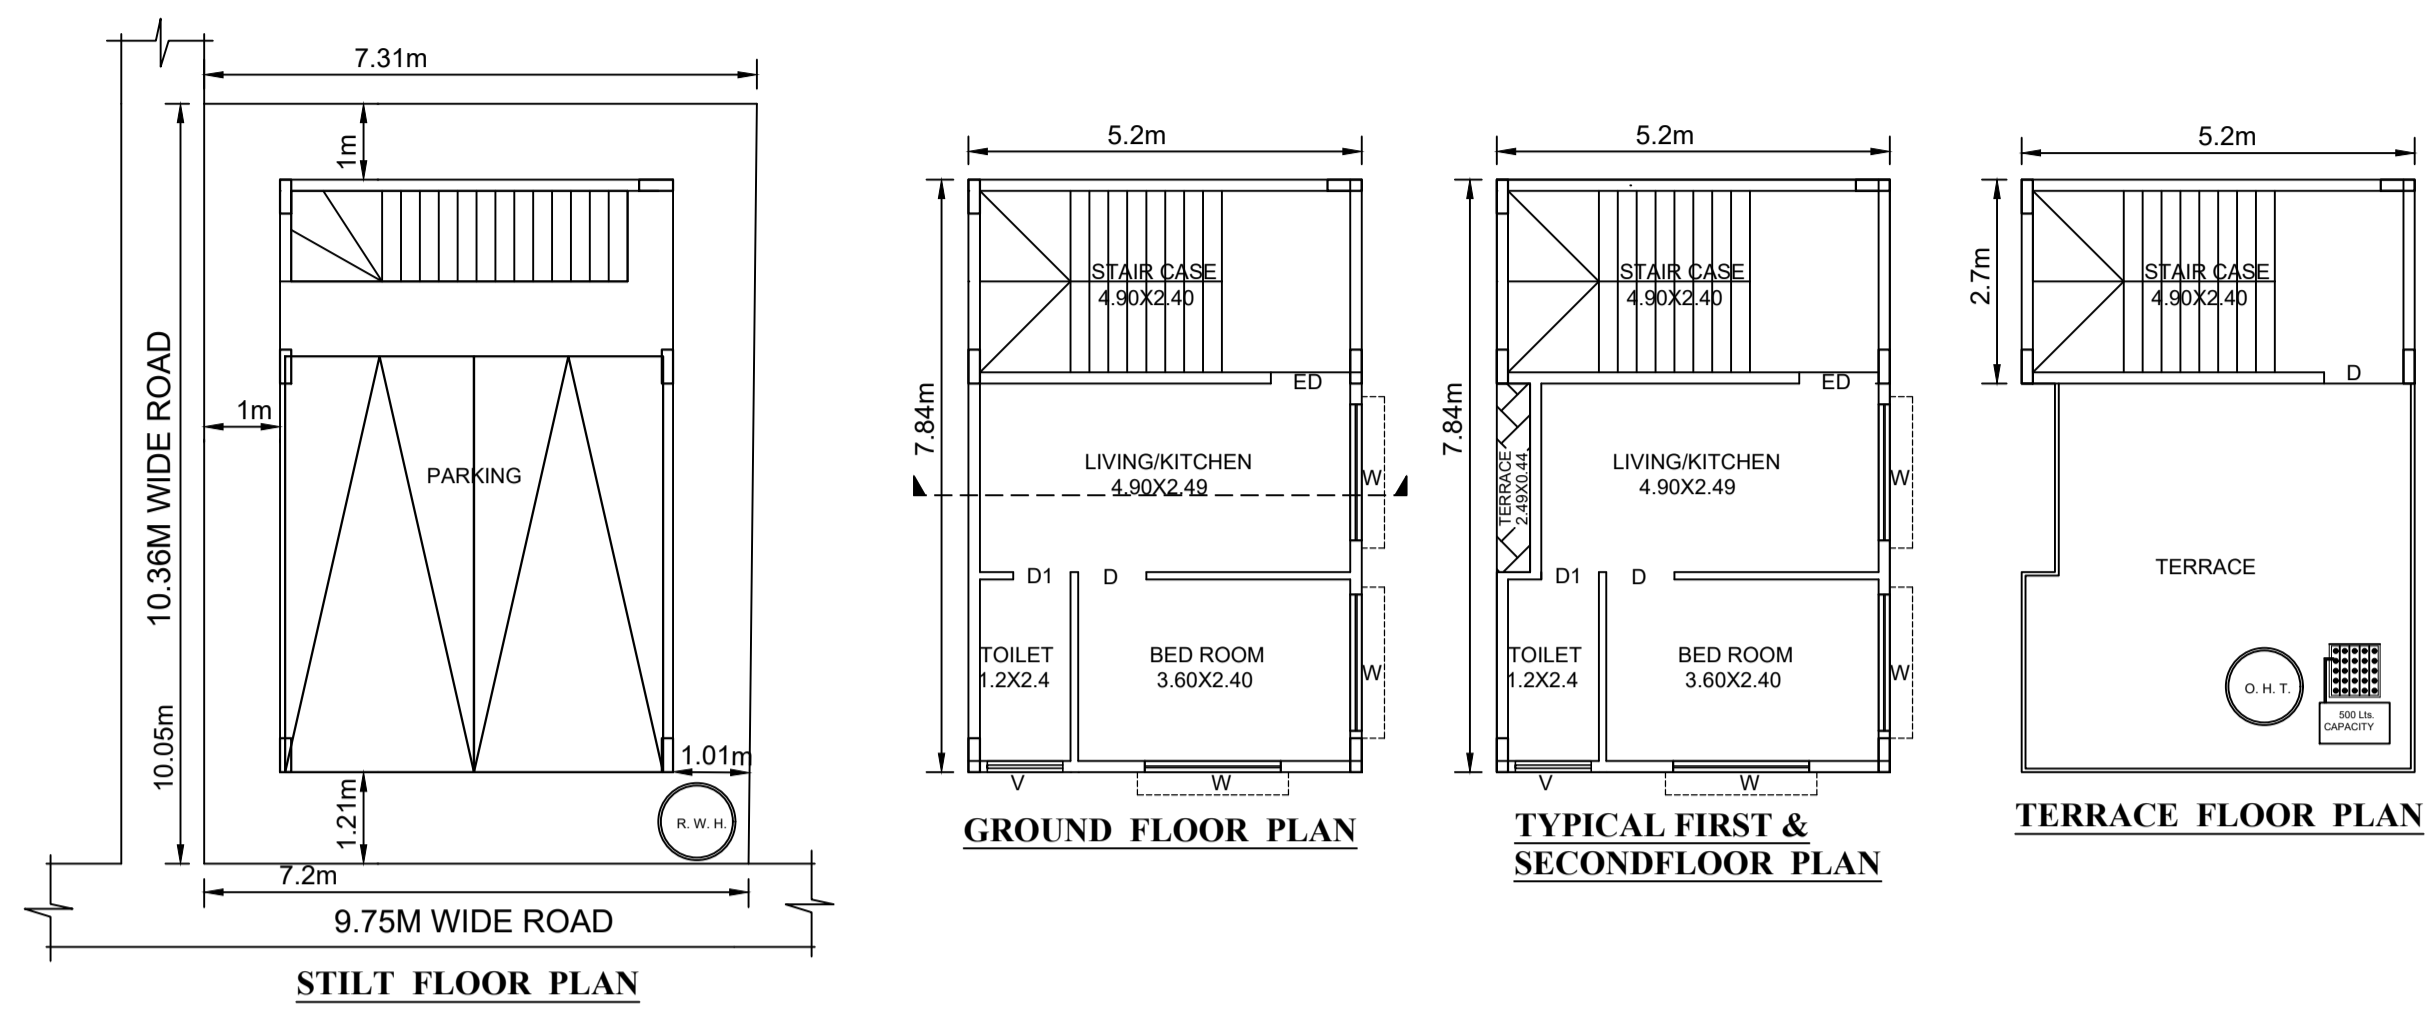 7.31m
1m
10.36M WIDE ROAD
1m
PARKING
10.05m
1.01m
1.21m
R. W. H.
7.2m
9.75M WIDE ROAD
STILT FLOOR PLAN
5.2m
STAIR CASE
4.90X2.40
ED
7.84m
LIVING/KITCHEN
4.90X2.49
W
D1
D
TOILET
1.2X2.4
BED ROOM
3.60X2.40
W
V
W
GROUND FLOOR PLAN
5.2m
STAIR CASE
4.90X2.40
ED
7.84m
TERRACE
2.49X0.44
LIVING/KITCHEN
4.90X2.49
W
D1
D
TOILET
1.2X2.4
BED ROOM
3.60X2.40
W
V
W
TYPICAL FIRST &
SECONDFLOOR PLAN
5.2m
2.7m
STAIR CASE
4.90X2.40
D
TERRACE
O. H. T.
500 Lts.
CAPACITY
TERRACE FLOOR PLAN